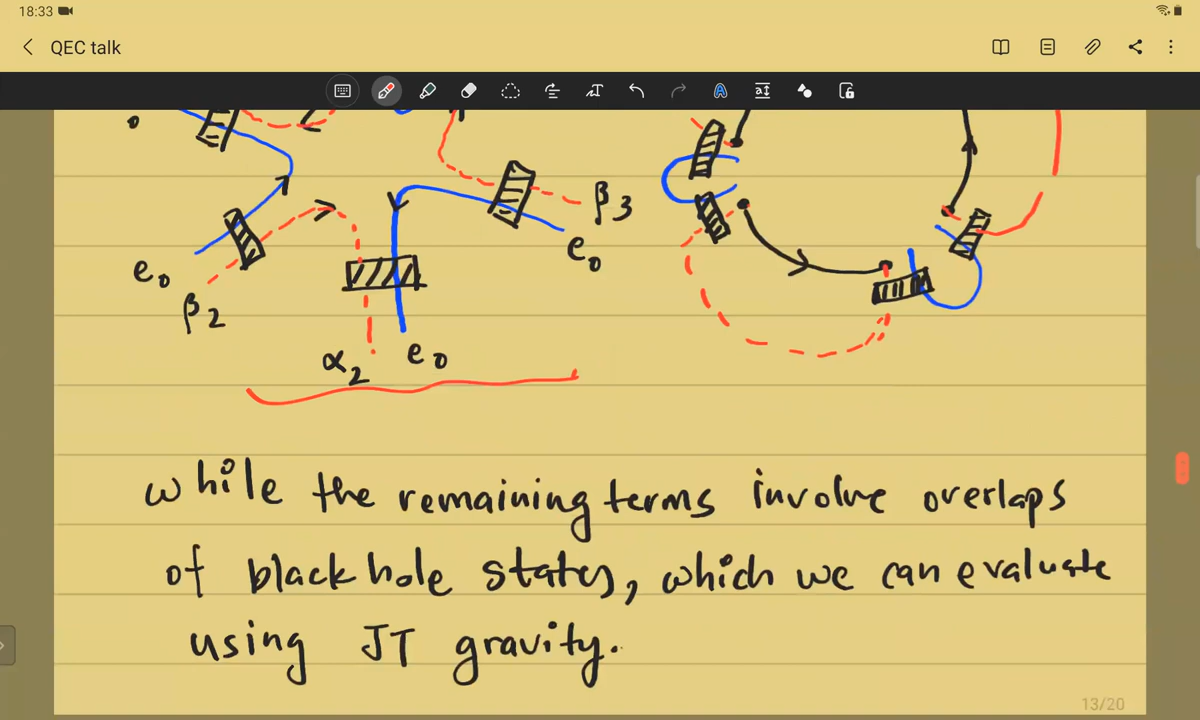 18:33
QEC talk
β3
e0
e0
β2
α2 e0
while the remaining terms involve overlaps
of black hole states, which we can evaluate
using JT gravity.
13/20